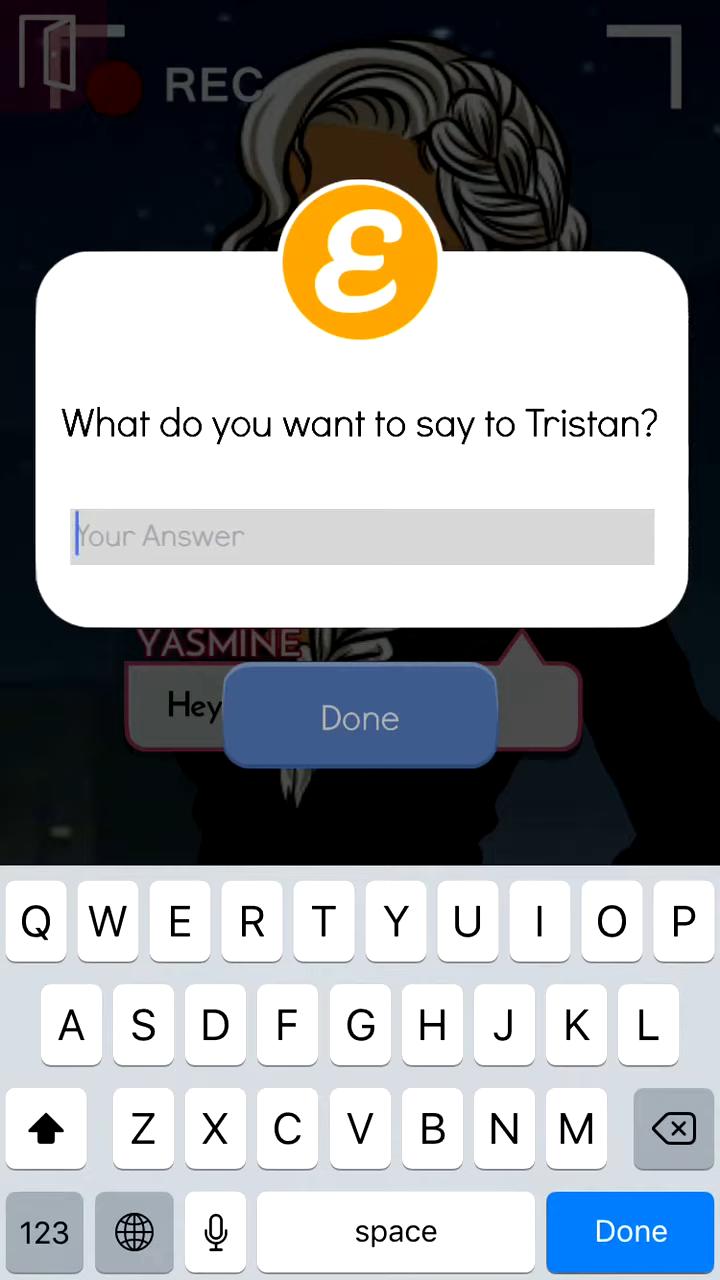 REC
ε
What do you want to say to Tristan?
Your Answer
YASMINE
Hey
Done
Q W E R T Y U I O P
A S D F G H J K L
Z X C V B N M
123 space Done